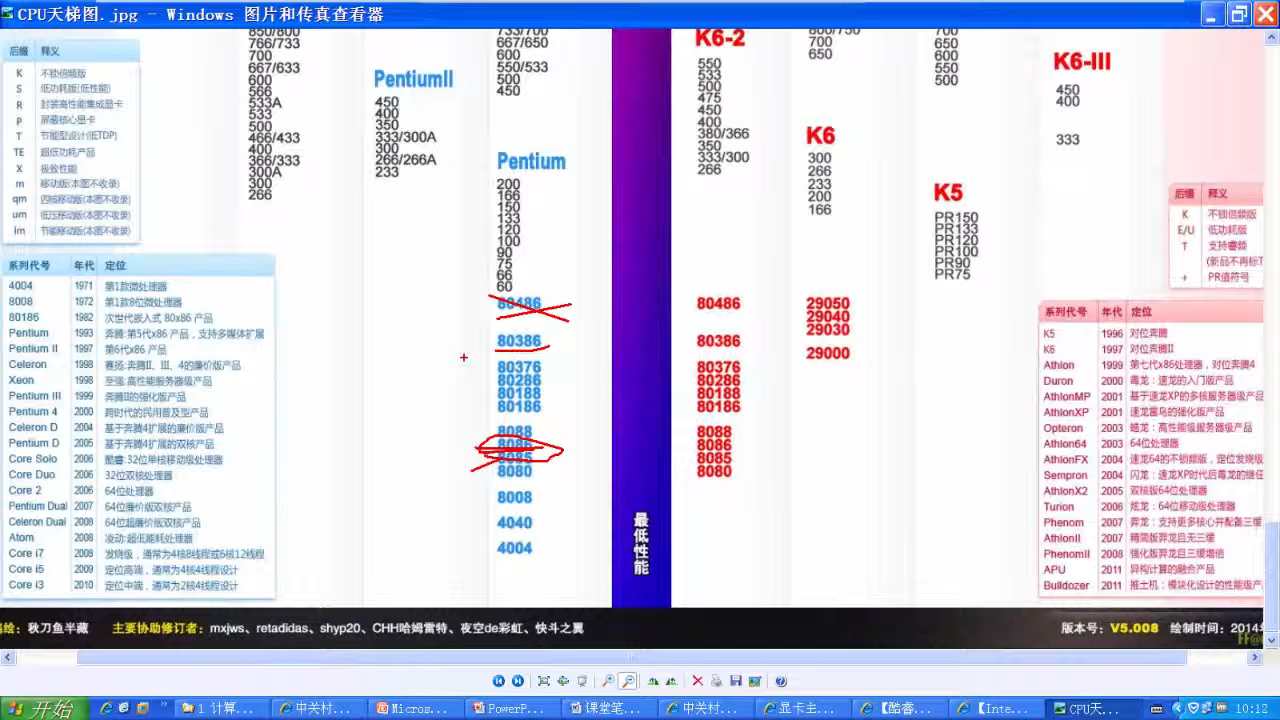 CPU天梯图.jpg - Windows 图片和传真查看器
后缀 释义
K 不锁倍频版
S 低功耗版(低性能)
R 封装高性能集成显卡
P 屏蔽核心显卡
T 节能型设计(低TDP)
TE 超低功耗产品
X 极致性能
m 移动版(本图不收录)
qm 四核移动版(本图不收录)
um 低压移动版(本图不收录)
lm 节能移动版(本图不收录)
系列代号 年代 定位
4004 1971 第1款微处理器
8008 1972 第1款8位微处理器
80186 1982 次世代嵌入式 80x86 产品
Pentium 1993 奔腾:第5代x86 产品，支持多媒体扩展
Pentium II 1997 第6代x86 产品
Celeron 1998 赛扬:奔腾II、III、4的廉价版产品
Xeon 1998 至强:高性能服务器级产品
Pentium III 1999 奔腾II的强化版产品
Pentium 4 2000 跨时代的民用普及型产品
Celeron D 2004 基于奔腾4扩展的廉价版产品
Pentium D 2005 基于奔腾4扩展的双核产品
Core Solo 2006 酷睿:32位单核移动级处理器
Core Duo 2006 32位双核处理器
Core 2 2006 64位处理器
Pentium Dual 2007 64位廉价版双核产品
Celeron Dual 2008 64位超廉价版双核产品
Atom 2008 凌动:超低能耗处理器
Core i7 2008 发烧级，通常为4核8线程或6核12线程
Core i5 2009 定位高端，通常为4核4线程设计
Core i3 2010 定位中端，通常为2核4线程设计
850/800
766/733
700
667/633
600
566
533A
533
500
466/433
400
366/333
300A
300
266
PentiumII
450
400
350
333/300A
300
266/266A
233
733/700
667/650
600
550/533
500
450
Pentium
200
166
150
133
120
100
90
75
66
60
80486
80386
80376
80286
80188
80186
8088
8086
8085
8080
8008
4040
4004
最低性能
K6-2
550
533
500
475
450
400
380/366
350
333/300
266
80486
80386
80376
80286
80188
80186
8088
8086
8085
8080
700
650
K6
300
266
233
200
166
29050
29040
29030
29000
700
650
600
550
500
K5
PR150
PR133
PR120
PR100
PR90
PR75
K6-III
450
400
333
后缀 释义
K 不锁倍频版
E/U 低功耗版
T 支持睿频
(新品不再标T
+ PR值符号
系列代号 年代 定位
K5 1996 对位奔腾
K6 1997 对位奔腾II
Athlon 1999 第七代x86处理器，对位奔腾4
Duron 2000 毒龙：速龙的入门版产品
AthlonMP 2001 基于速龙XP的多核服务器级产品
AthlonXP 2001 速龙雷鸟的强化版产品
Opteron 2003 皓龙：高性能级服务器级产品
Athlon64 2003 64位处理器
AthlonFX 2004 速龙64的不锁频版，定位发烧级
Sempron 2004 闪龙：速龙XP时代后毒龙的继任
AthlonX2 2005 双核版64位处理器
Turion 2006 炫龙：64位移动级处理器
Phenom 2007 羿龙：支持更多核心并配备三缓
AthlonII 2007 精简版羿龙且无三缓
PhenomII 2008 强化版羿龙且三缓增倍
APU 2011 异构计算的融合产品
Bulldozer 2011 推土机：模块化设计的性能级产
绘：秋刀鱼半藏 主要协助修订者：mxjws、retadidas、shyp20、CHH哈姆雷特、夜空de彩虹、快斗之翼
版本号：V5.008 绘制时间：2014
开始 1 计算... 中关村... Micros... PowerP... 课堂笔... 中关村... 显卡主... 【酷睿... 【Inte... CPU天... 10:12